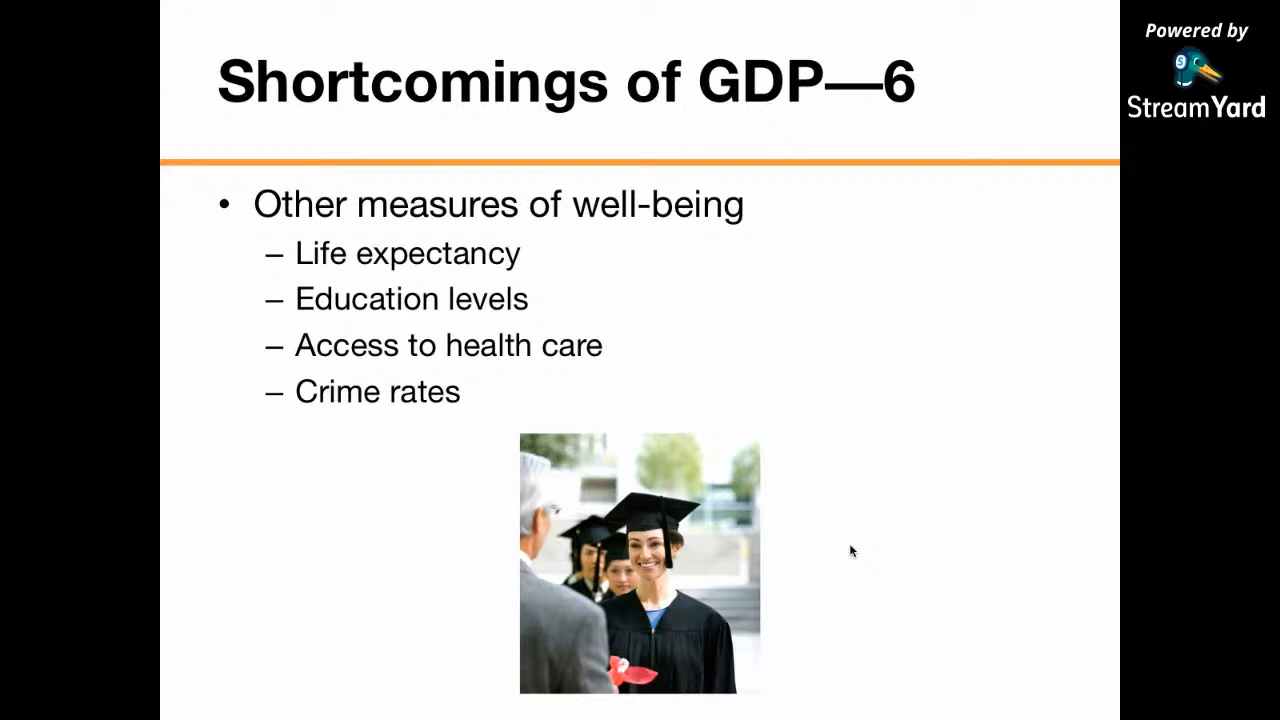 Shortcomings of GDP—6
• Other measures of well-being
– Life expectancy
– Education levels
– Access to health care
– Crime rates
Powered by
S
StreamYard